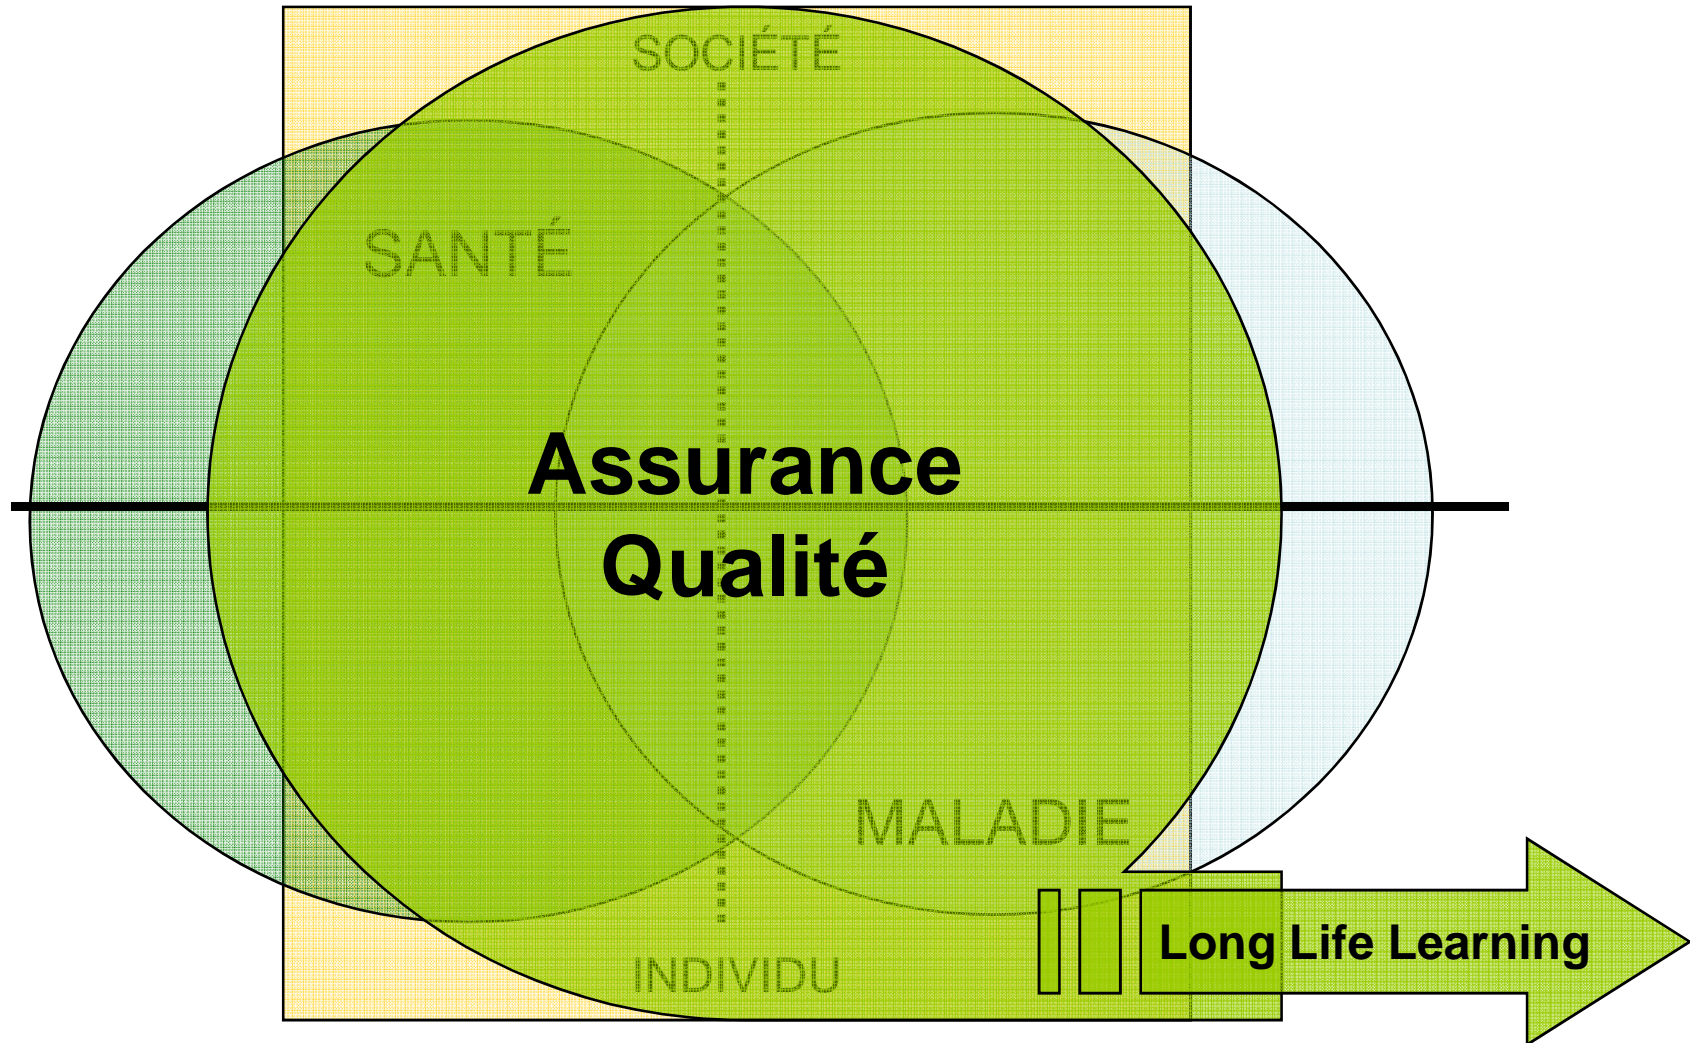 SOCIÉTÉ
SANTÉ
Assurance
Qualité
MALADIE
Long Life Learning
INDIVIDU